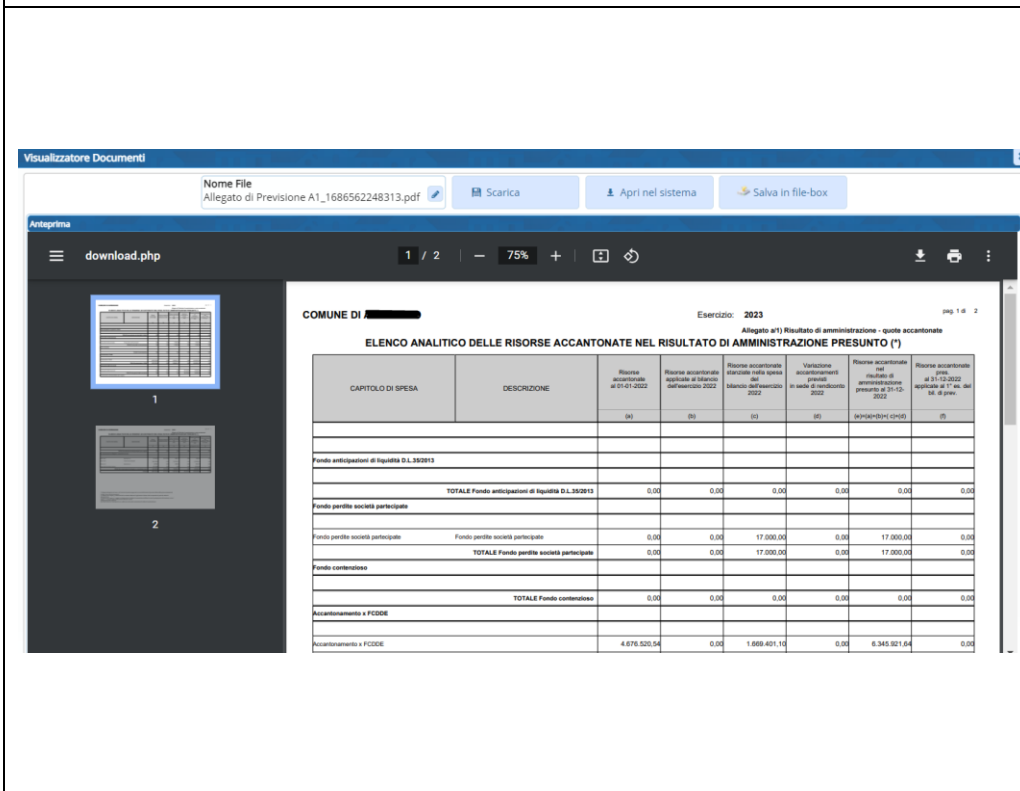 Visualizzatore Documenti
Nome File
Allegato di Previsione A1_1686562248313.pdf
Scarica
Apri nel sistema
Salva in file-box
Anteprima
download.php
1 / 2
75%
1
2
COMUNE DI
Esercizio: 2023
pag. 1 di 2
Allegato a/1) Risultato di amministrazione - quote accantonate
ELENCO ANALITICO DELLE RISORSE ACCANTONATE NEL RISULTATO DI AMMINISTRAZIONE PRESUNTO (*)
CAPITOLO DI SPESA
DESCRIZIONE
Risorse
accantonate
al 01-01-2022
Risorse accantonate
applicate al bilancio
dell'esercizio 2022
Risorse accantonate
stanziate nella spesa
del
bilancio dell'esercizio
2022
Variazione
accantonamenti
previsti
in sede di rendiconto
2022
Risorse accantonate
nel
risultato di
amministrazione
presunto al 31-12-
2022
Risorse accantonate
pres.
al 31-12-2022
applicate al 1° es. del
bil. di prev.
(a) (b) (c) (d) (e)=(a)+(b)+( c)+(d) (f)
Fondo anticipazioni di liquidità D.L.35/2013
TOTALE Fondo anticipazioni di liquidità D.L.35/2013 0,00 0,00 0,00 0,00 0,00 0,00
Fondo perdite società partecipate
Fondo perdite società partecipate Fondo perdite società partecipate 0,00 0,00 17.000,00 0,00 17.000,00 0,00
TOTALE Fondo perdite società partecipate 0,00 0,00 17.000,00 0,00 17.000,00 0,00
Fondo contenzioso
TOTALE Fondo contenzioso 0,00 0,00 0,00 0,00 0,00 0,00
Accantonamento x FCDDE
Accantonamento x FCDDE 4.676.520,54 0,00 1.669.401,10 0,00 6.345.921,64 0,00